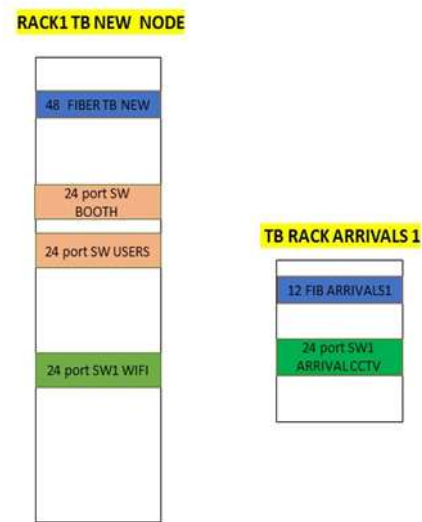 RACK1 TB NEW NODE
48 FIBER TB NEW
24 port SW
BOOTH
24 port SW USERS
24 port SW1 WIFI
TB RACK ARRIVALS 1
12 FIB ARRIVALS1
24 port SW1
ARRIVAL CCTV